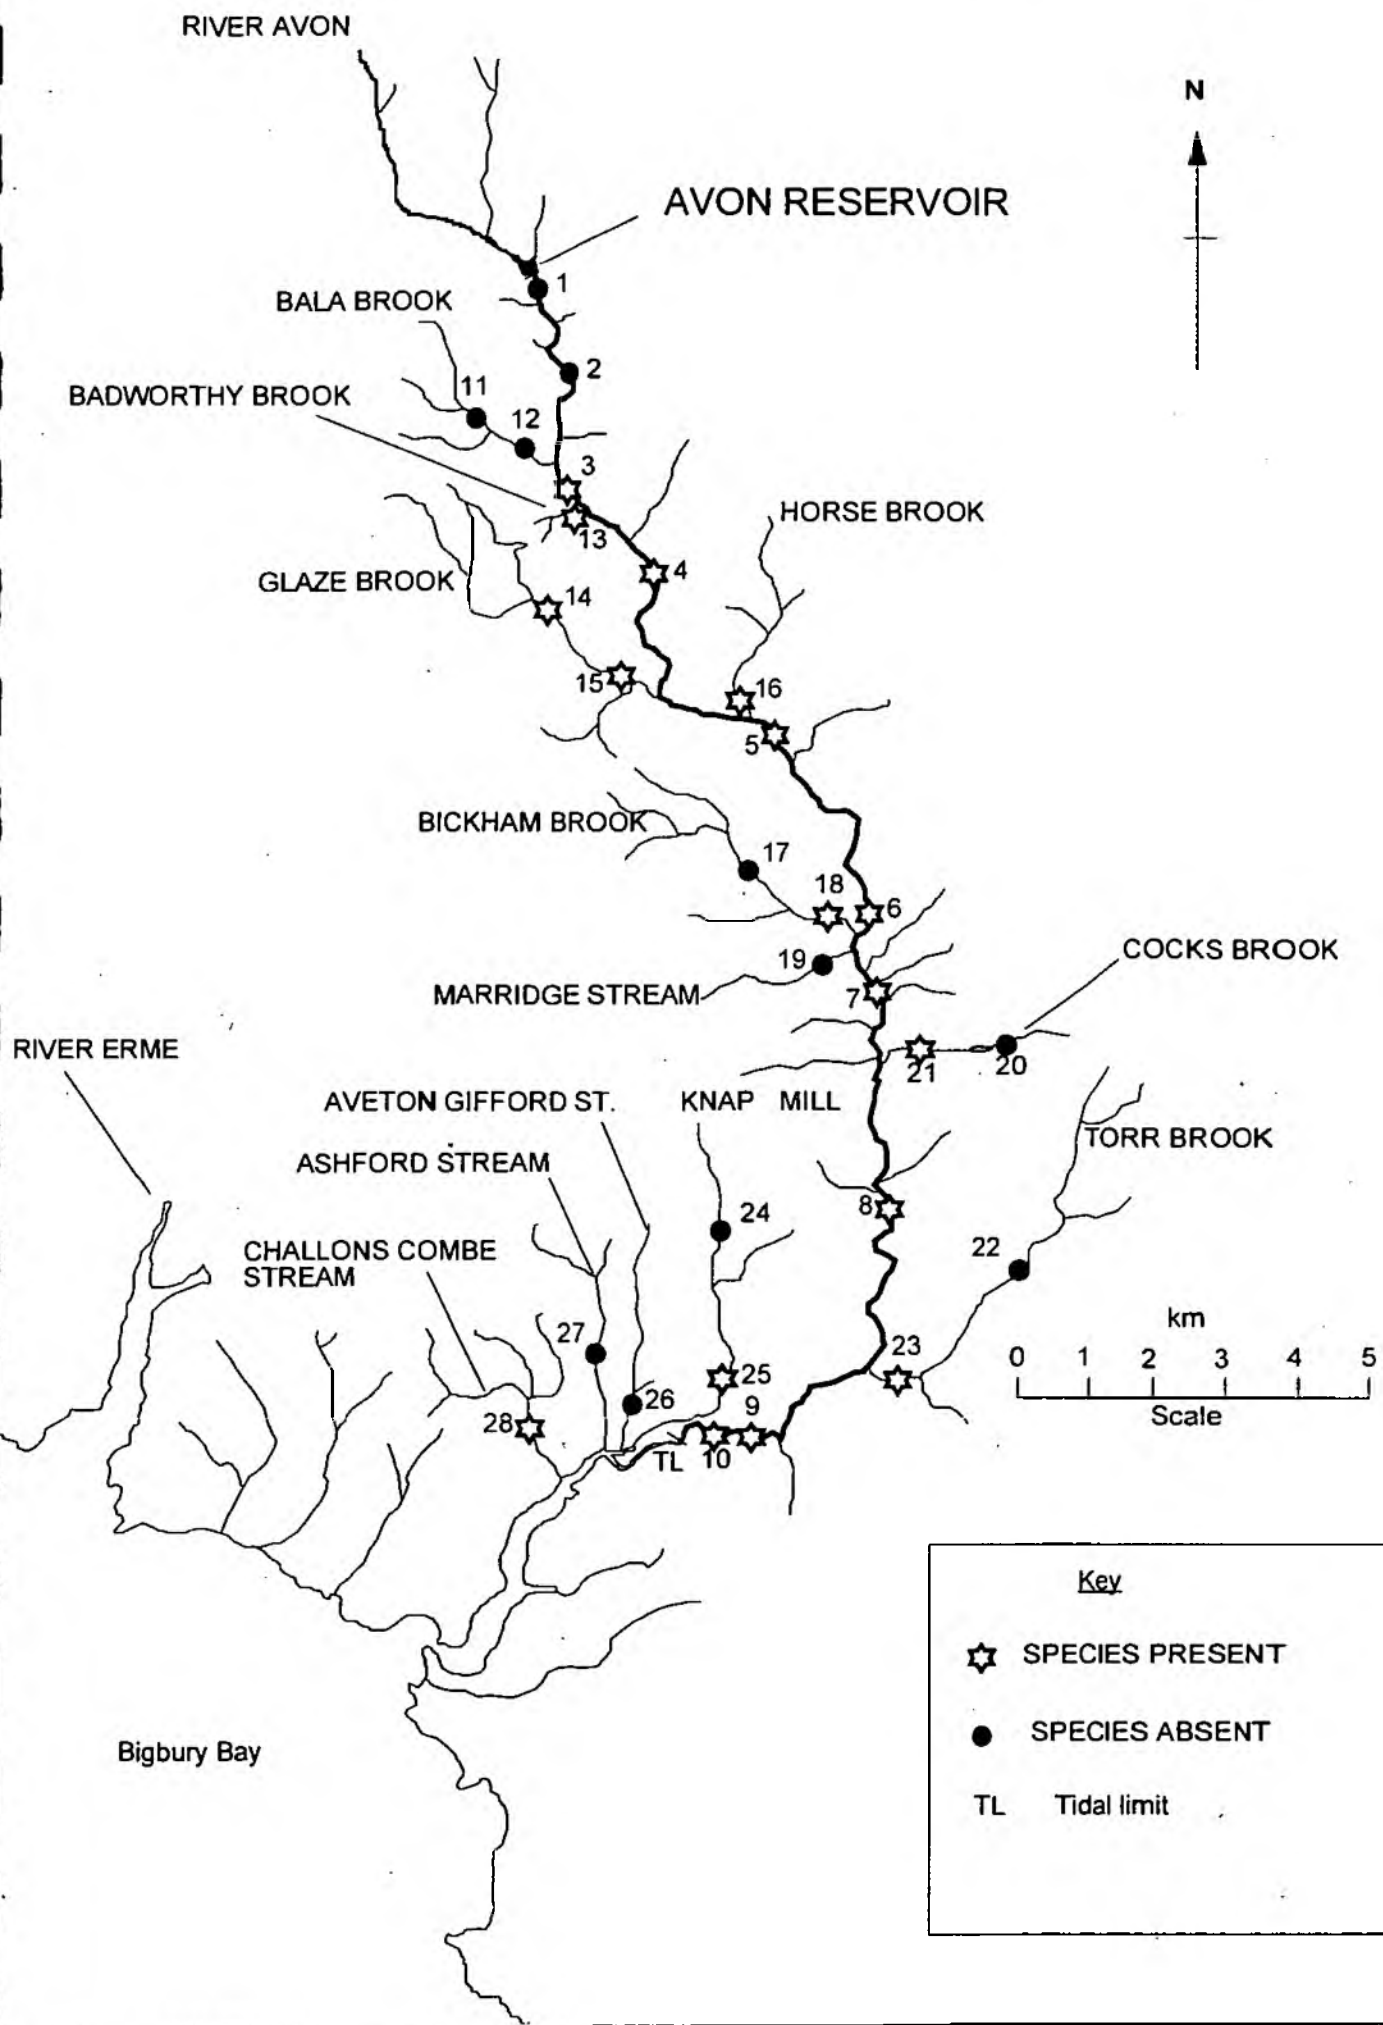 RIVER AVON
N
AVON RESERVOIR
1
BALA BROOK
2
11
BADWORTHY BROOK
12
3
HORSE BROOK
13
4
GLAZE BROOK
14
15
16
5
BICKHAM BROOK
17
18
6
COCKS BROOK
19
MARRIDGE STREAM
7
RIVER ERME
21
20
AVETON GIFFORD ST.
KNAP MILL
TORR BROOK
ASHFORD STREAM
8
24
CHALLONS COMBE
STREAM
22
km
27
23
0 1 2 3 4 5
25
26
Scale
28
9
TL
10
Key
SPECIES PRESENT
SPECIES ABSENT
Bigbury Bay
TL Tidal limit